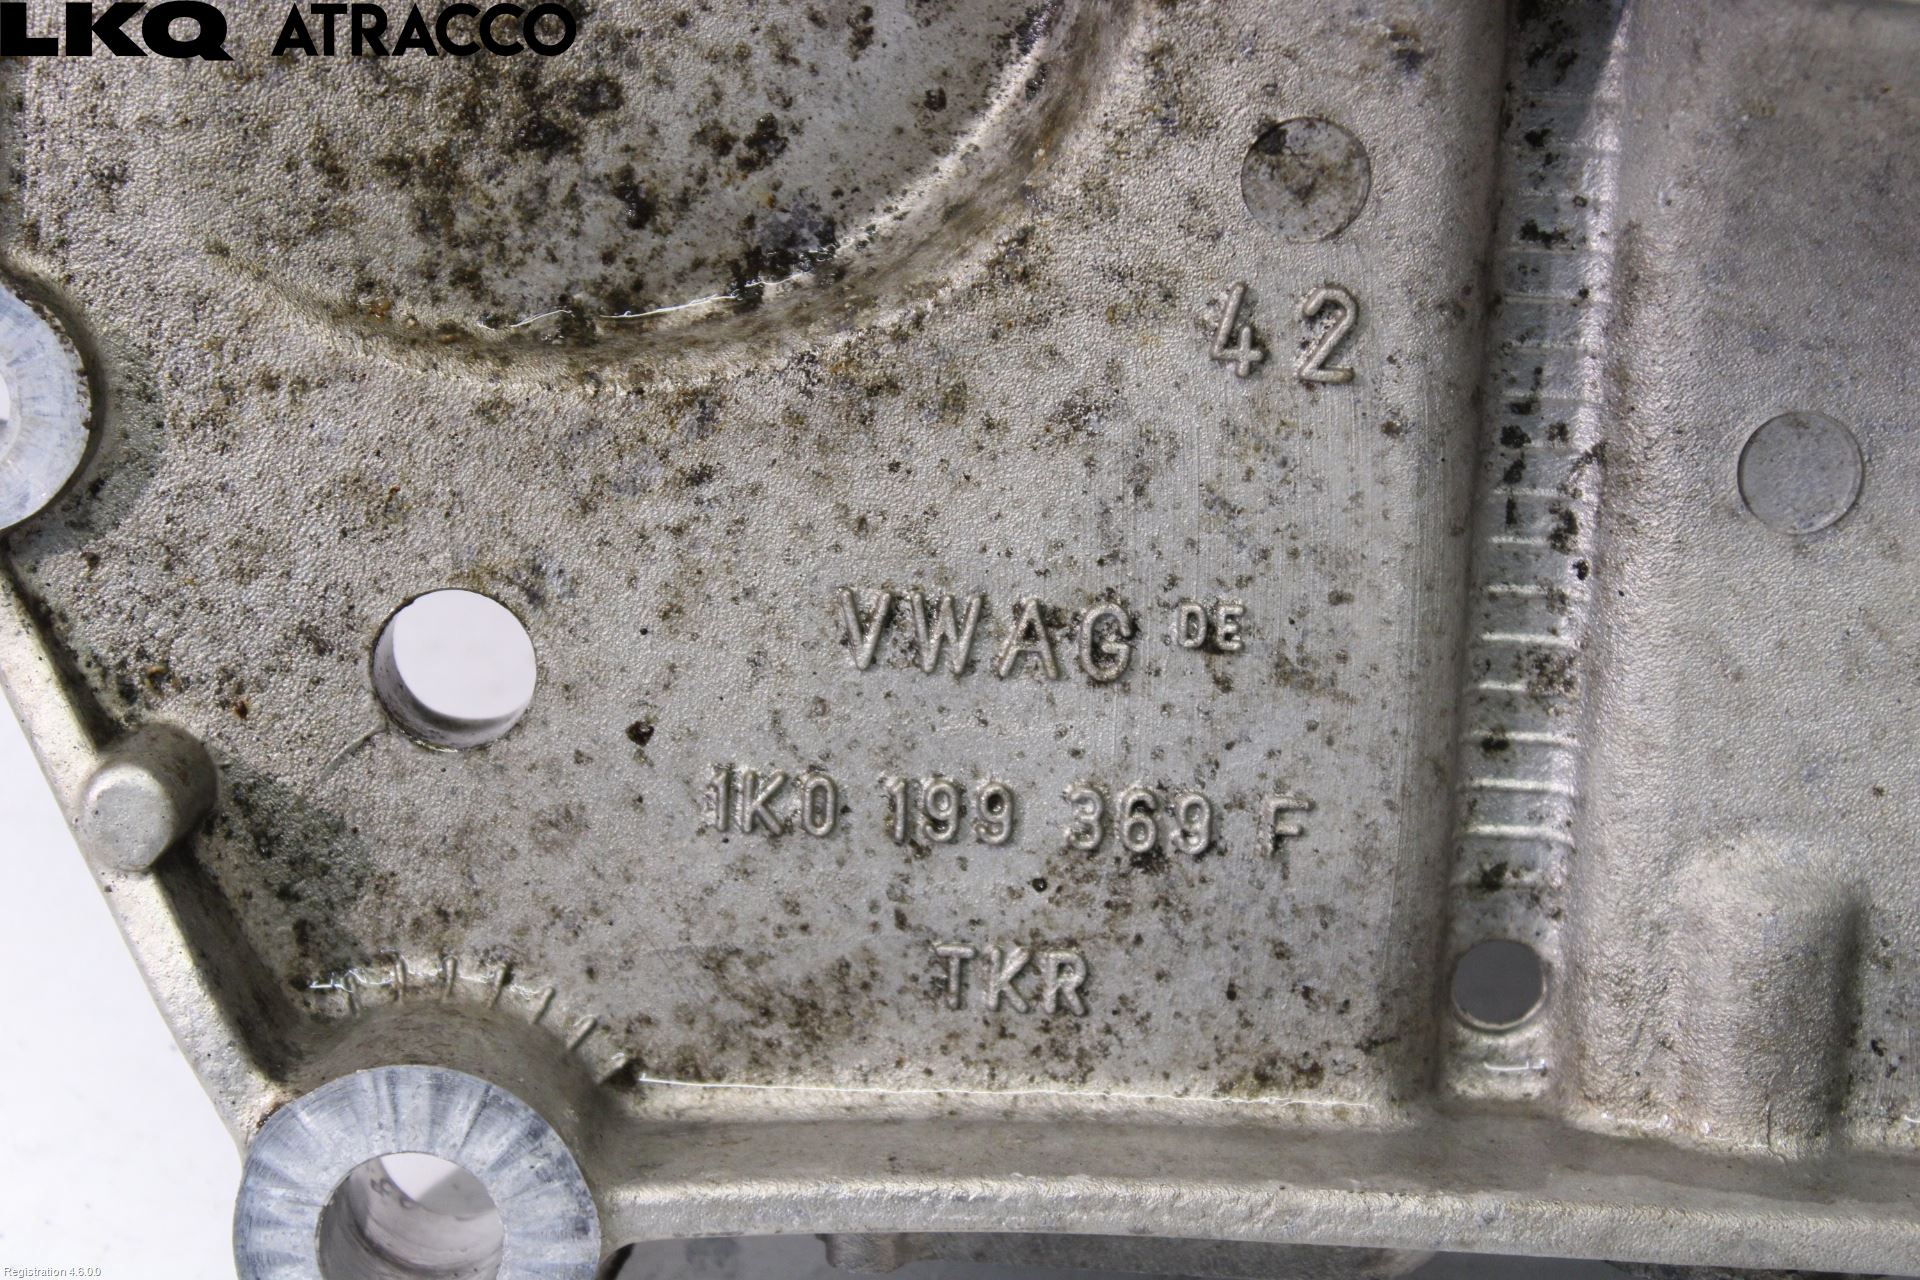 LKQ ATRACCO
42
VWAG DE
1K0 199 369 F
TKR
Registration 4.6.0.0